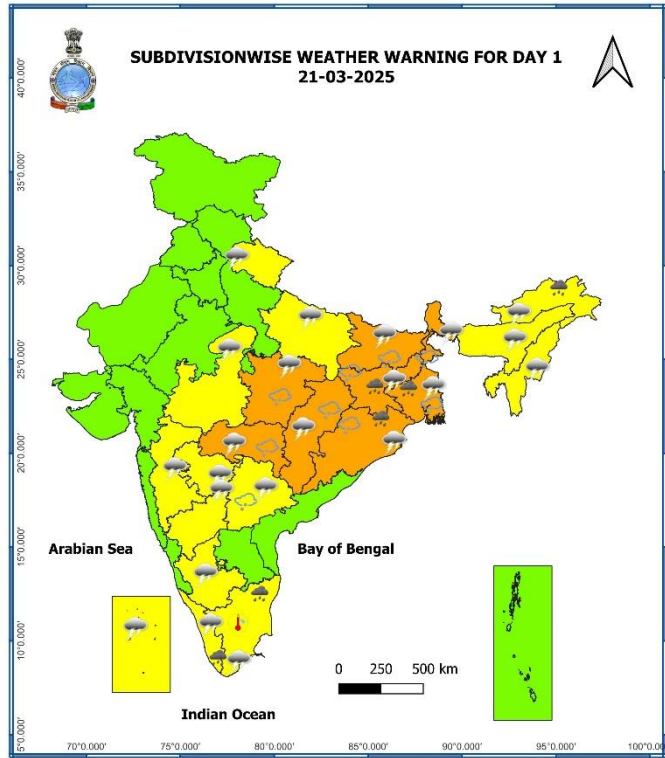 SUBDIVISIONWISE WEATHER WARNING FOR DAY 1
21-03-2025
40°0.000'
35°0.000'
30°0.000'
25°0.000'
20°0.000'
15°0.000'
10°0.000'
5°0.000'
Arabian Sea
Bay of Bengal
0 250 500 km
Indian Ocean
70°0.000' 75°0.000' 80°0.000' 85°0.000' 90°0.000' 95°0.000' 100°0.000'